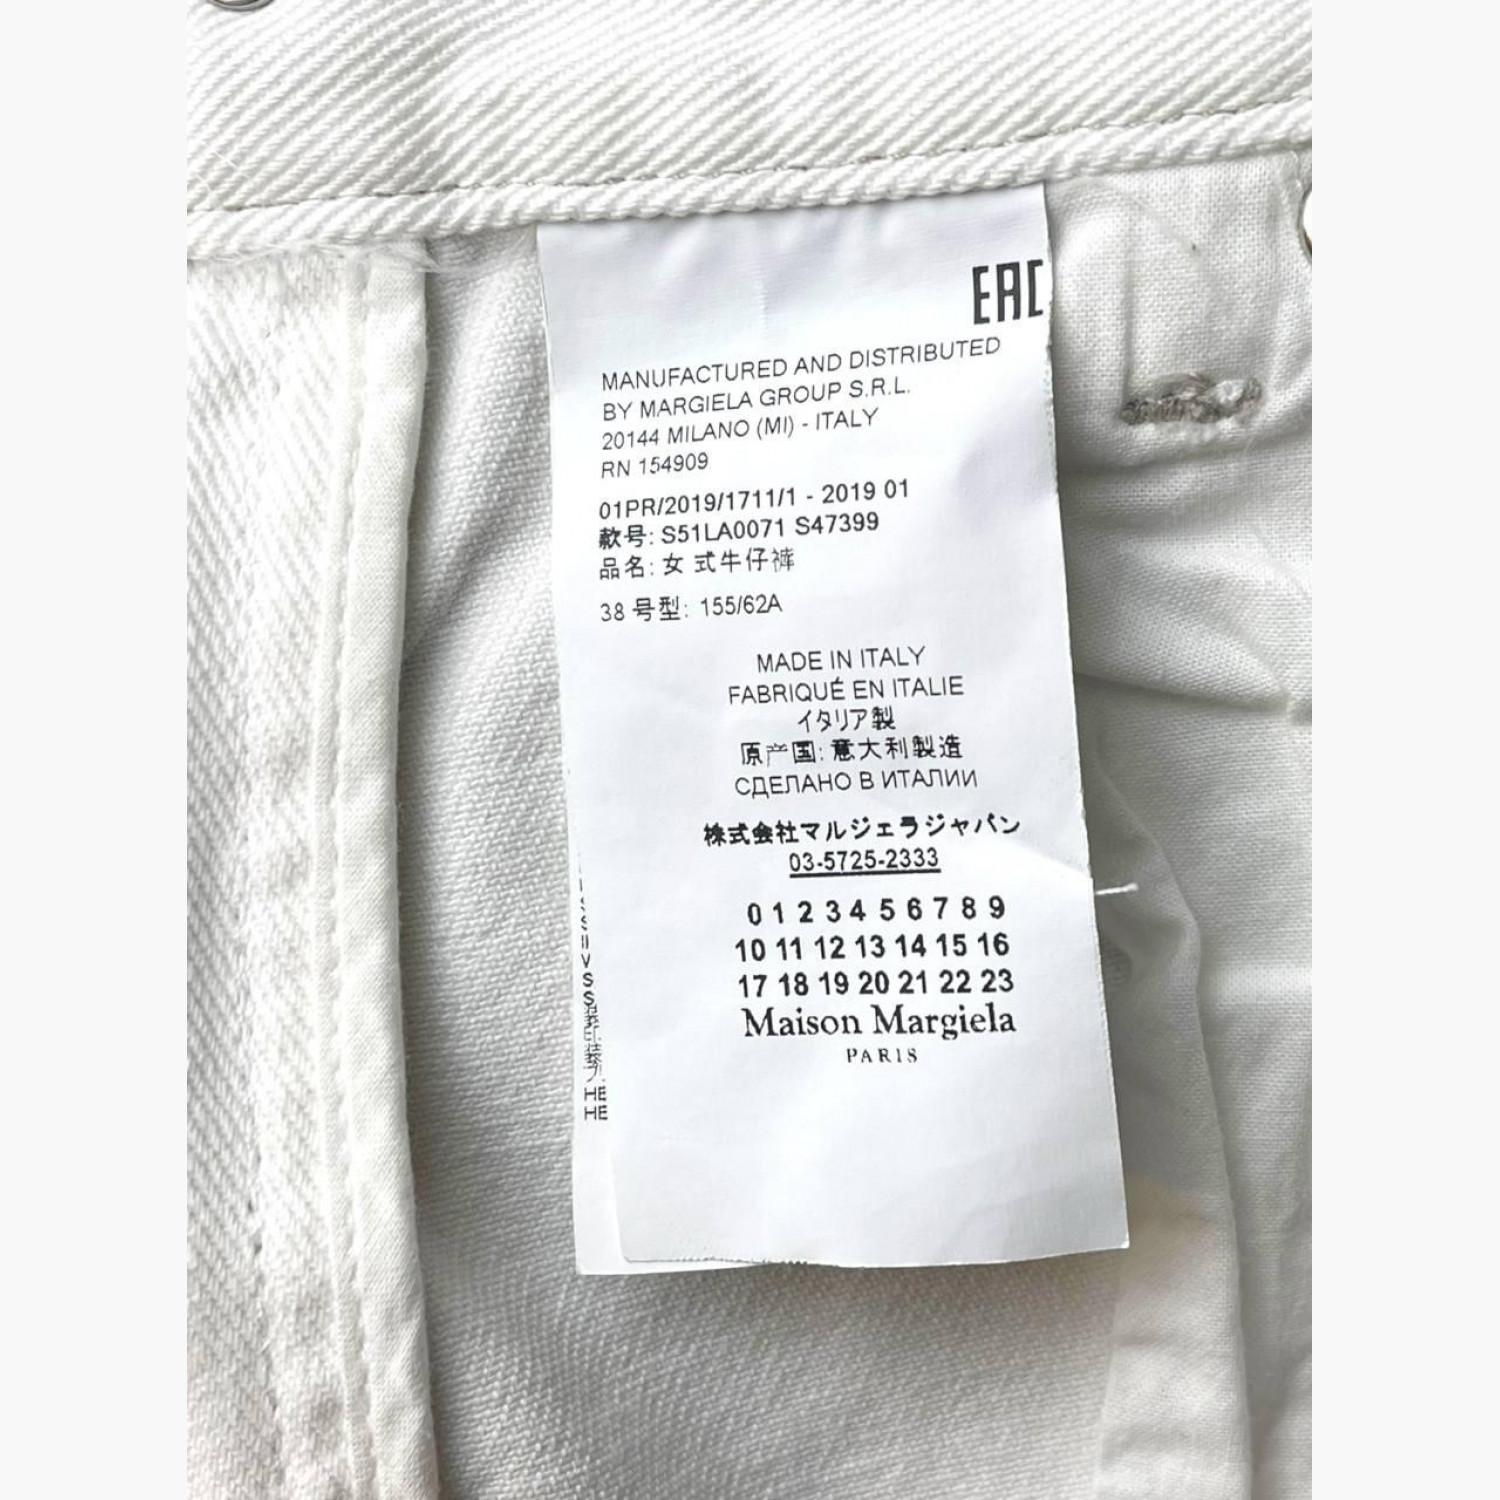 EAC
MANUFACTURED AND DISTRIBUTED
BY MARGIELA GROUP S.R.L.
20144 MILANO (MI) - ITALY
RN 154909
01PR/2019/1711/1 - 2019 01
款号: S51LA0071 S47399
品名: 女 式牛仔裤
38 号型: 155/62A
MADE IN ITALY
FABRIQUÉ EN ITALIE
イタリア製
原产国: 意大利製造
СДЕЛАНО В ИТАЛИИ
株式会社マルジェラジャパン
03-5725-2333
0 1 2 3 4 5 6 7 8 9
10 11 12 13 14 15 16
17 18 19 20 21 22 23
Maison Margiela
PARIS
HE
HE